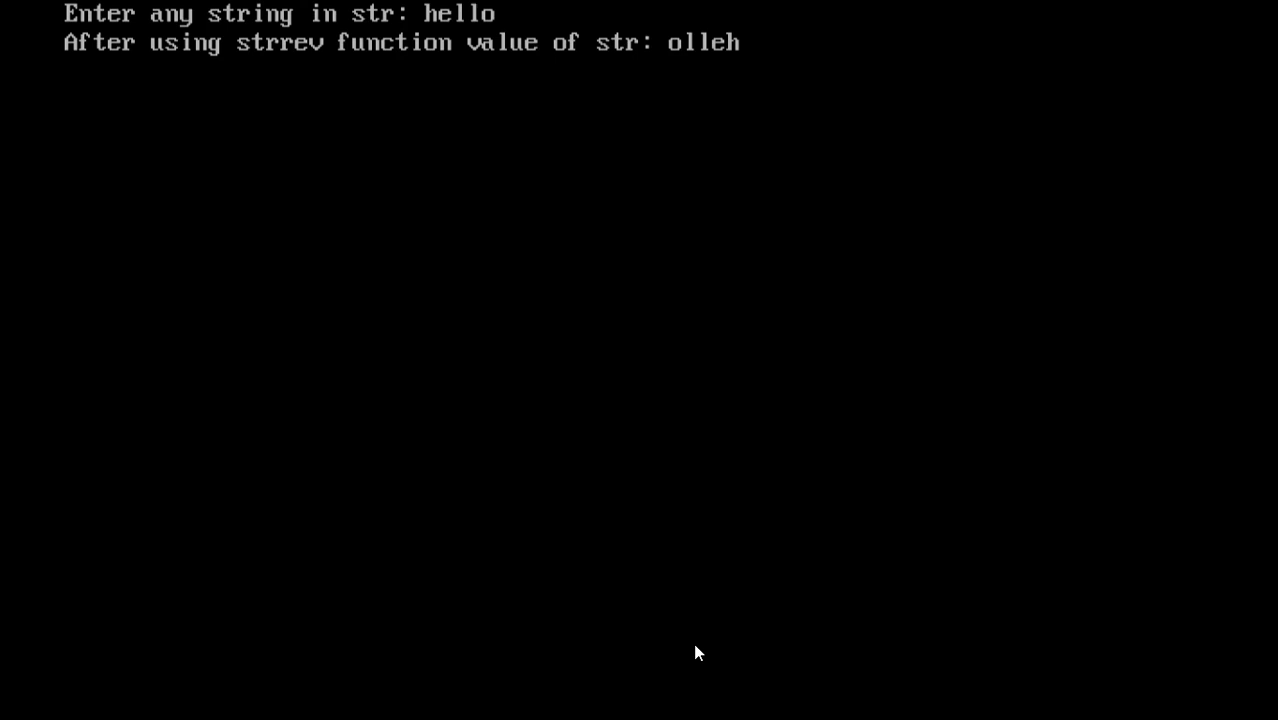 Enter any string in str: hello
After using strrev function value of str: olleh